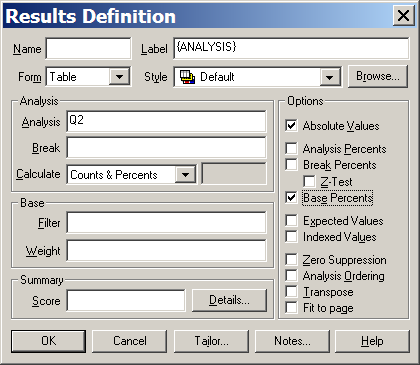 Results Definition
Name Label {ANALYSIS}
Form Table Style Default Browse...
Analysis
Analysis Q2
Break
Calculate Counts & Percents
Base
Filter
Weight
Summary
Score Details...
Options
Absolute Values
Analysis Percents
Break Percents
Z-Test
Base Percents
Expected Values
Indexed Values
Zero Suppression
Analysis Ordering
Transpose
Fit to page
OK Cancel Tailor... Notes... Help